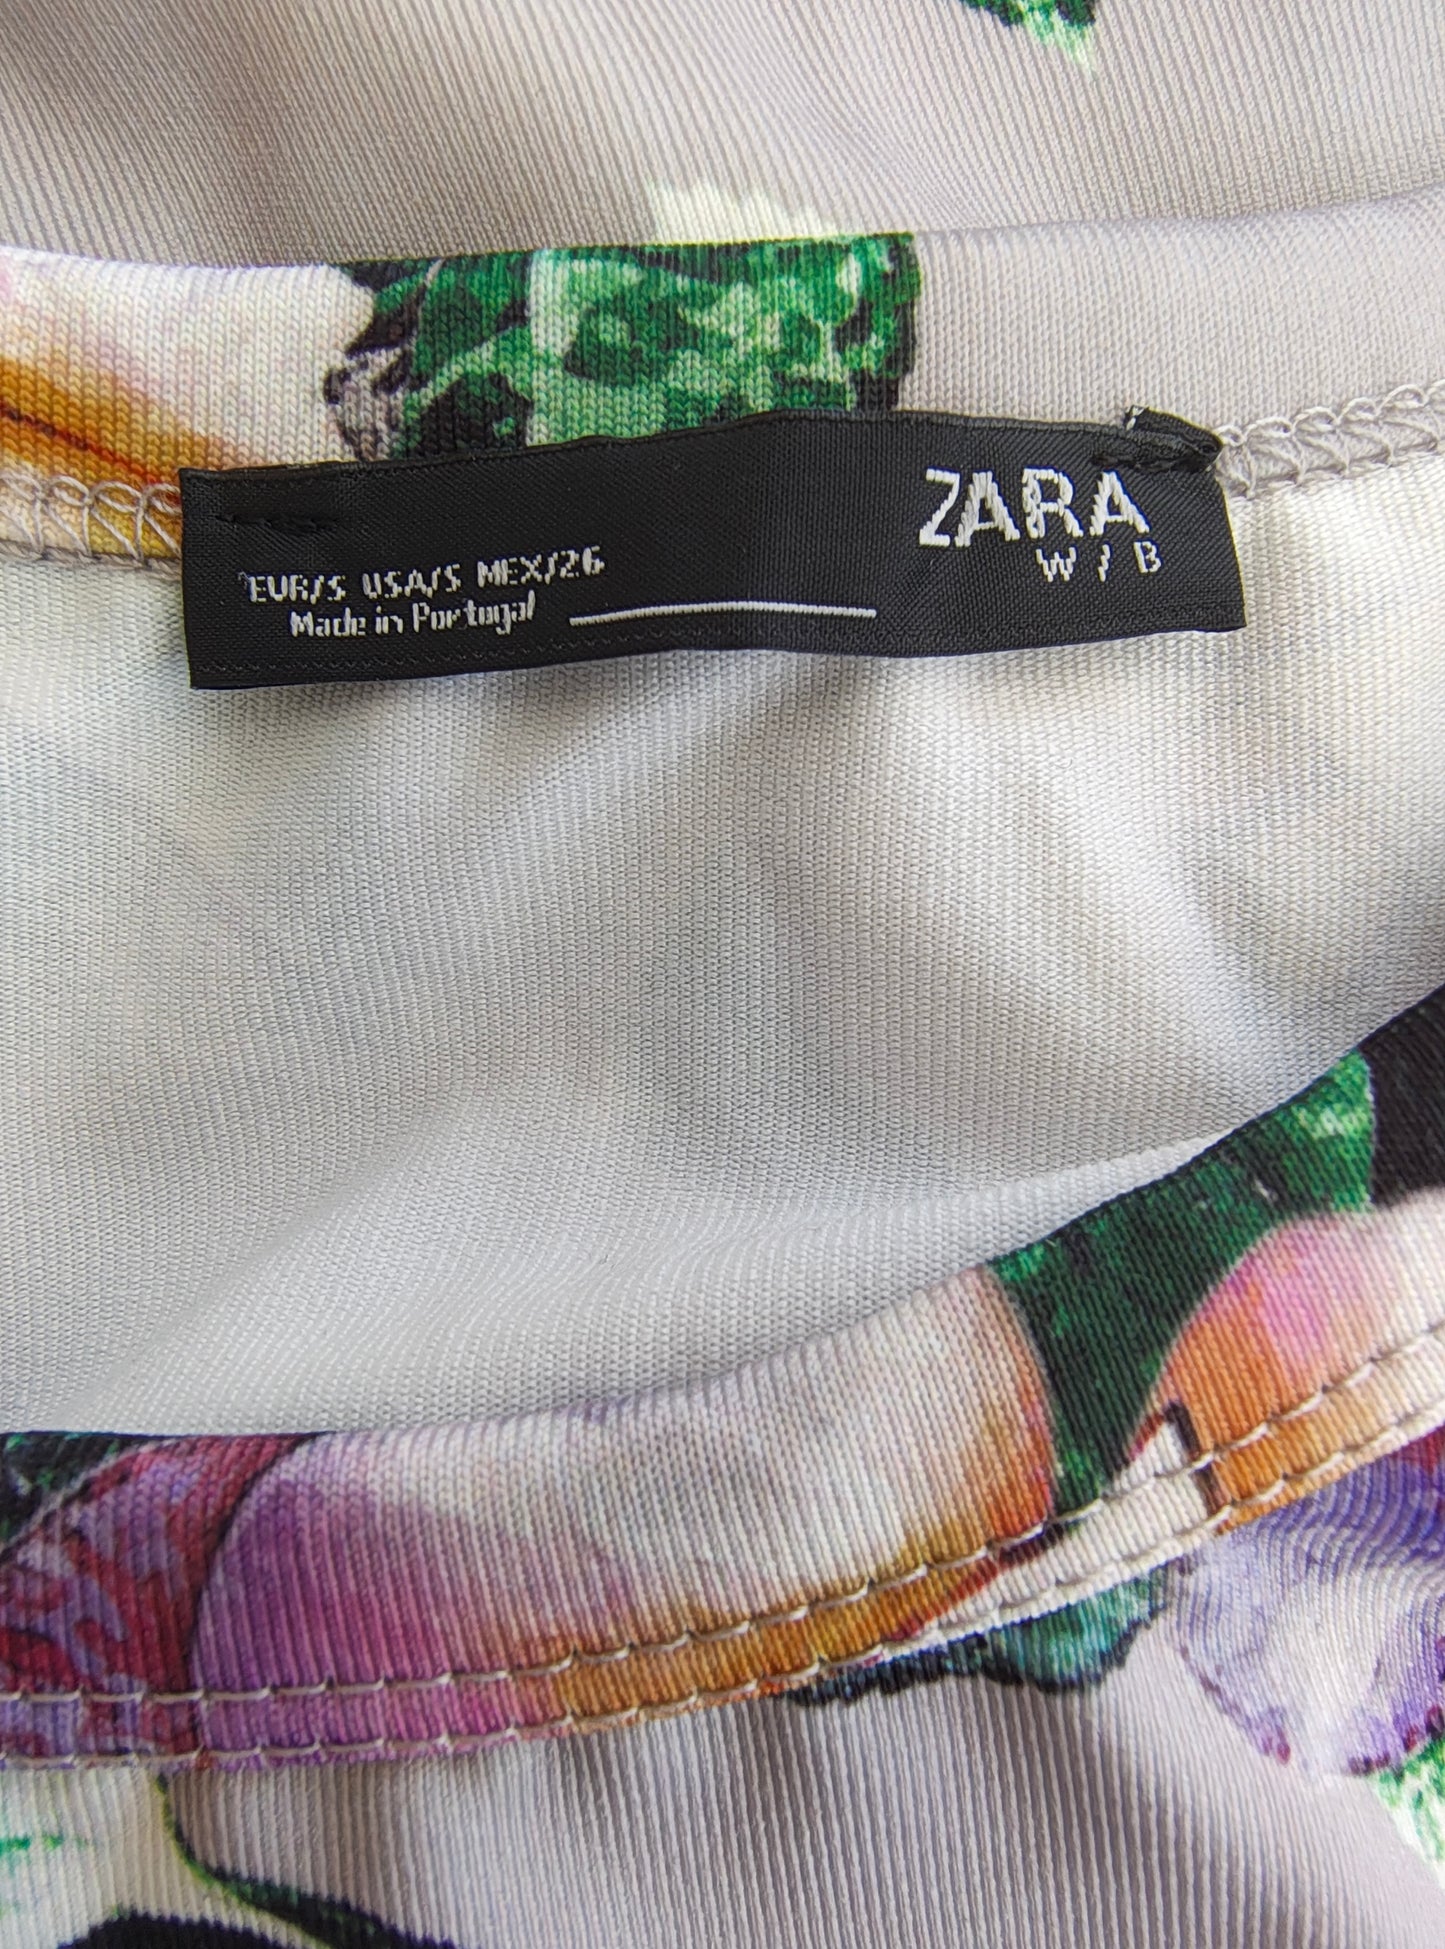 ZARA
W / B
EUR/S USA/S MEX/26
Made in Portugal